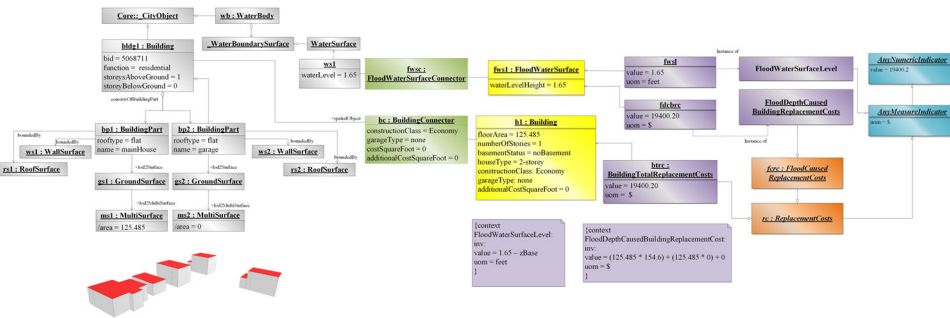 Core::_CityObject
wb : WaterBody
_WaterBoundarySurface
WaterSurface
ws1
waterLevel = 1.65
bldg1 : Building
bid = 5068711
function = residential
storeysAboveGround = 1
storeyBelowGround = 0
consistsOfBuildingPart
+spatialObject
bp1 : BuildingPart
rooftype = flat
name = mainHouse
bp2 : BuildingPart
rooftype = flat
name = garage
boundedBy
boundedBy
ws1 : WallSurface
rs1 : RoofSurface
boundedBy
ws2 : WallSurface
boundedBy
rs2 : RoofSurface
+lod2Surface
+lod2Surface
gs1 : GroundSurface
gs2 : GroundSurface
+lod2MultiSurface
+lod2MultiSurface
ms1 : MultiSurface
/area = 125.485
ms2 : MultiSurface
/area = 0
fwsc :
FloodWaterSurfaceConnector
bc : BuildingConnector
constructionClass = Economy
garageType = none
costSquareFoot = 0
additionalCostSquareFoot = 0
fws1 : FloodWaterSurface
waterLevelHeight = 1.65
b1 : Building
floorArea = 125.485
numberOfStories = 1
basementStatus = noBasement
houseType = 2-storey
constructionClass: Economy
garageType: none
additionalCostSquareFoot = 0
fwsl
value = 1.65
uom = feet
Instance of
FloodWaterSurfaceLevel
fdcbrc
value = 19400.20
uom = $
FloodDepthCaused
BuildingReplacementCosts
Instance of
btrc :
BuildingTotalReplacementCosts
value = 19400.20
uom = $
AnyNumericIndicator
value = 19400.2
AnyMeasureIndicator
uom = $
fcrc : FloodCaused
ReplacementCosts
rc : ReplacementCosts
{context
FloodWaterSurfaceLevel:
inv:
value = 1.65 – zBase
uom = feet
}
{context
FloodDepthCausedBuildingReplacementCost:
inv:
value = (125.485 * 154.6) + (125.485 * 0) + 0
uom = $
}